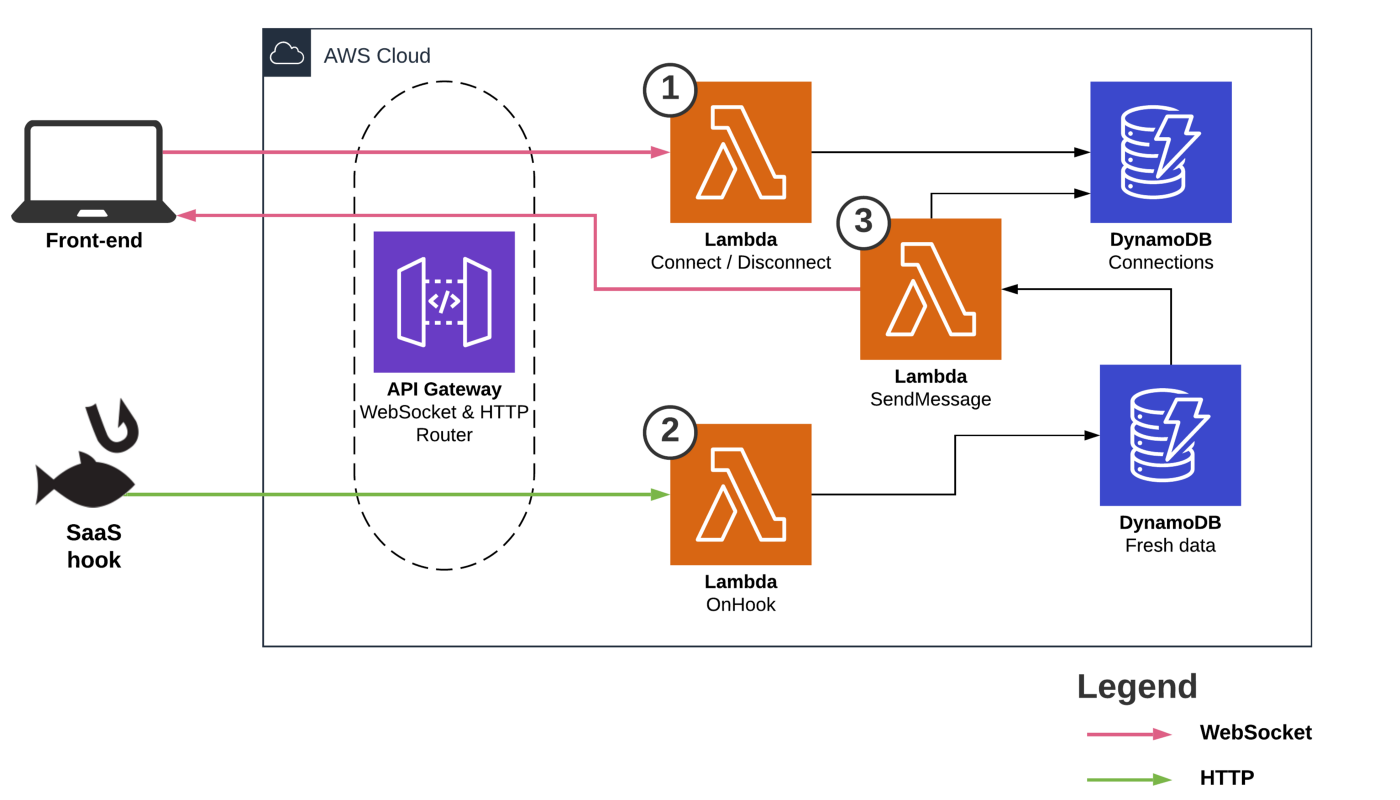 AWS Cloud
1
Lambda
Connect / Disconnect
DynamoDB
Connections
Front-end
3
Lambda
SendMessage
</>
API Gateway
WebSocket & HTTP
Router
2
Lambda
OnHook
DynamoDB
Fresh data
SaaS
hook
Legend
WebSocket
HTTP